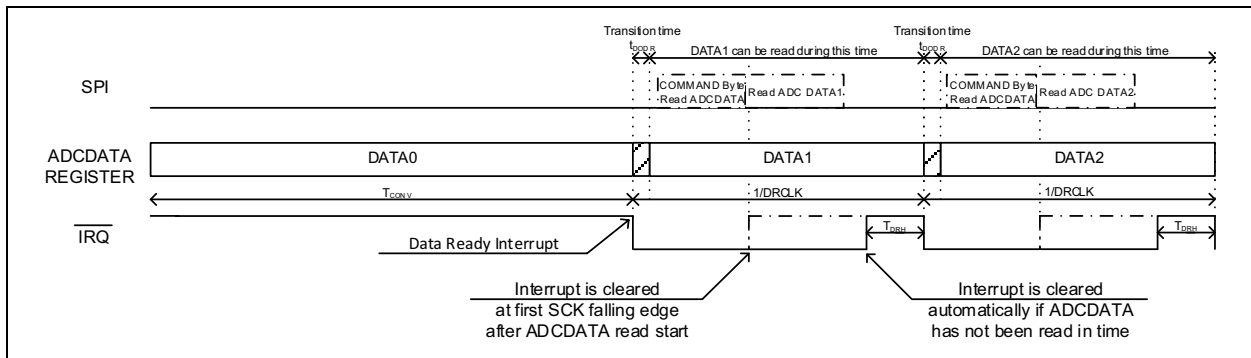 Transition time
tDODR
DATA1 can be read during this time
Transition time
tDODR
DATA2 can be read during this time
SPI
COMMAND Byte
Read ADCDATA
Read ADC DATA1
COMMAND Byte
Read ADCDATA
Read ADC DATA2
ADCDATA
REGISTER
DATA0
DATA1
DATA2
TCONV
1/DRCLK
1/DRCLK
IRQ
Data Ready Interrupt
TDRH
TDRH
Interrupt is cleared
at first SCK falling edge
after ADCDATA read start
Interrupt is cleared
automatically if ADCDATA
has not been read in time